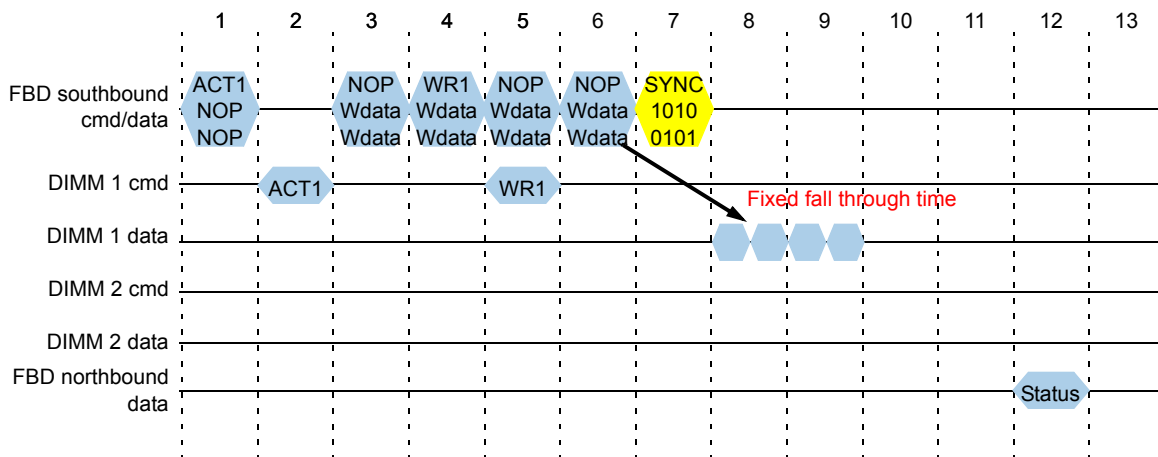 1 2 3 4 5 6 7 8 9 10 11 12 13
FBD southbound
cmd/data
ACT1
NOP
NOP
NOP
Wdata
Wdata
WR1
Wdata
Wdata
NOP
Wdata
Wdata
NOP
Wdata
Wdata
SYNC
1010
0101
DIMM 1 cmd
ACT1
WR1
Fixed fall through time
DIMM 1 data
DIMM 2 cmd
DIMM 2 data
FBD northbound
data
Status